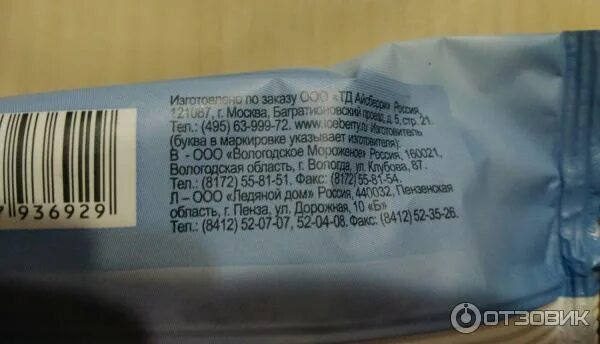 Изготовлено по заказу ООО «ТД Айсберри» Россия,
121087, г. Москва, Багратионовский проезд, д. 5, стр. 21.
Тел.: (495) 63-999-72. www.iceberry.ru Изготовитель
(буква в маркировке указывает изготовителя):
В - ООО «Вологодское Мороженое» Россия, 160021,
Вологодская область, г. Вологда, ул. Клубова, 87.
Тел.: (8172) 55-81-51. Факс: (8172) 55-81-54.
Л – ООО «Ледяной дом» Россия, 440032, Пензенская
область, г. Пенза, ул. Дорожная, 10 «Б»
Тел.: (8412) 52-07-07, 52-04-08. Факс: (8412) 52-35-26.
7 936929
ОТЗОВИК